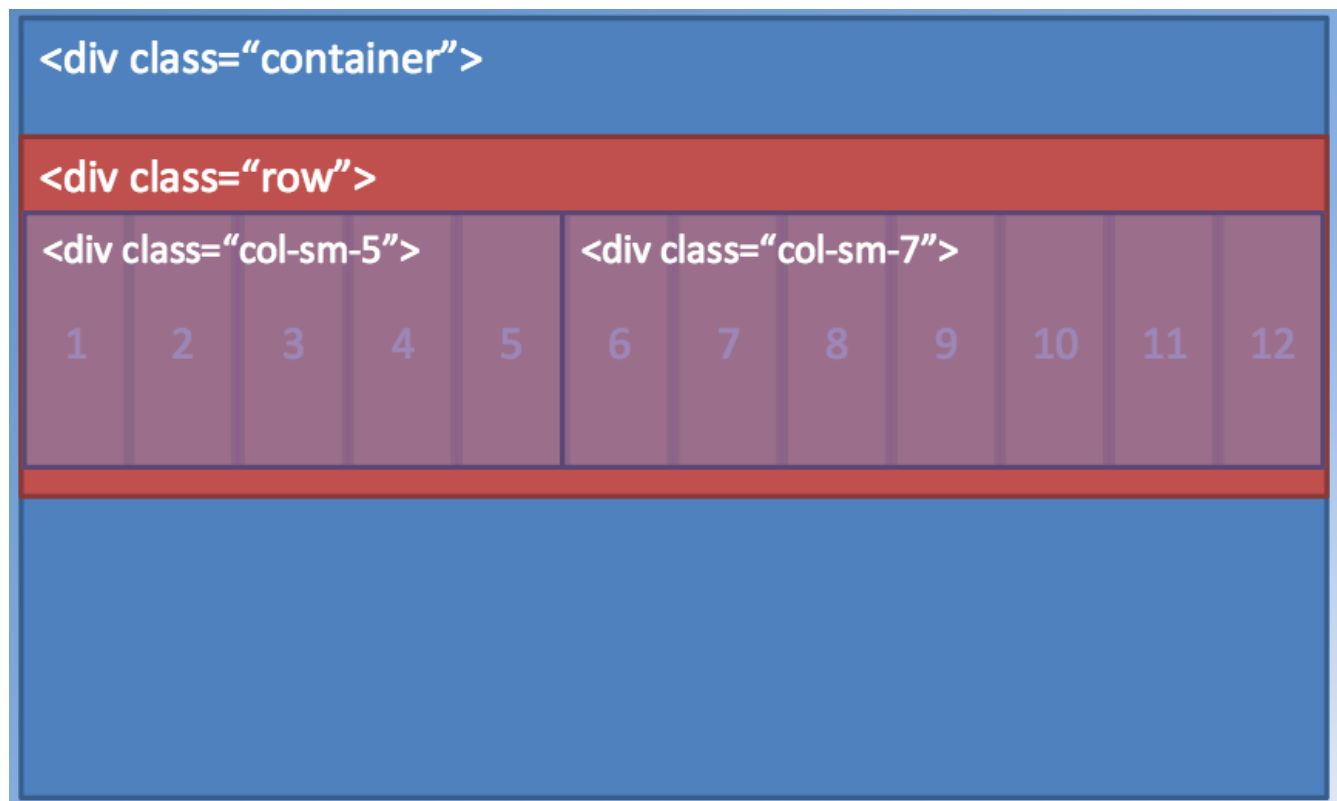 <div class=“container”>
<div class=“row”>
<div class=“col-sm-5”> <div class=“col-sm-7”>
1 2 3 4 5 6 7 8 9 10 11 12